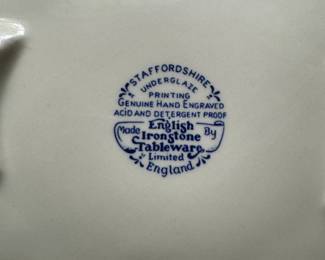 STAFFORDSHIRE
UNDERGLAZE
PRINTING
GENUINE HAND ENGRAVED
ACID AND DETERGENT PROOF
Made English By
Ironstone
Tableware
Limited
England